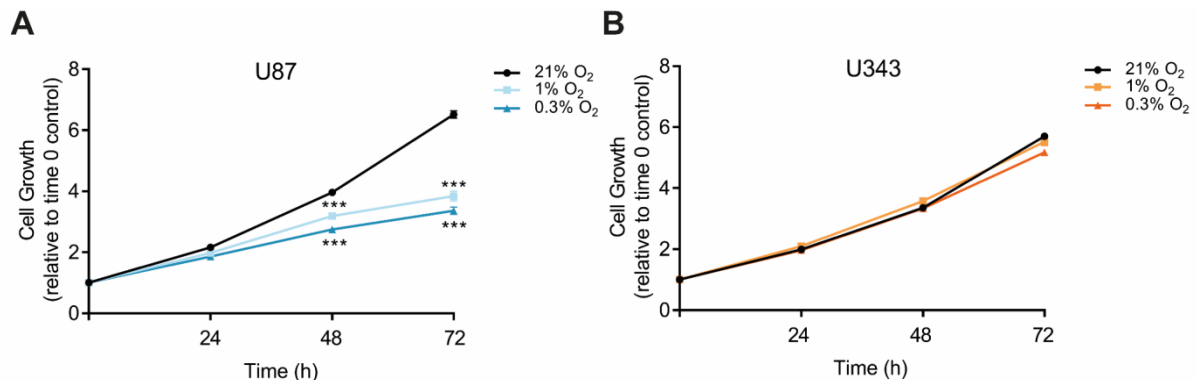 A
U87
Cell Growth
(relative to time 0 control)
8
6
4
2
0
24
48
72
Time (h)
***
***
***
***
21% O₂
1% O₂
0.3% O₂
B
U343
Cell Growth
(relative to time 0 control)
8
6
4
2
0
24
48
72
Time (h)
21% O₂
1% O₂
0.3% O₂